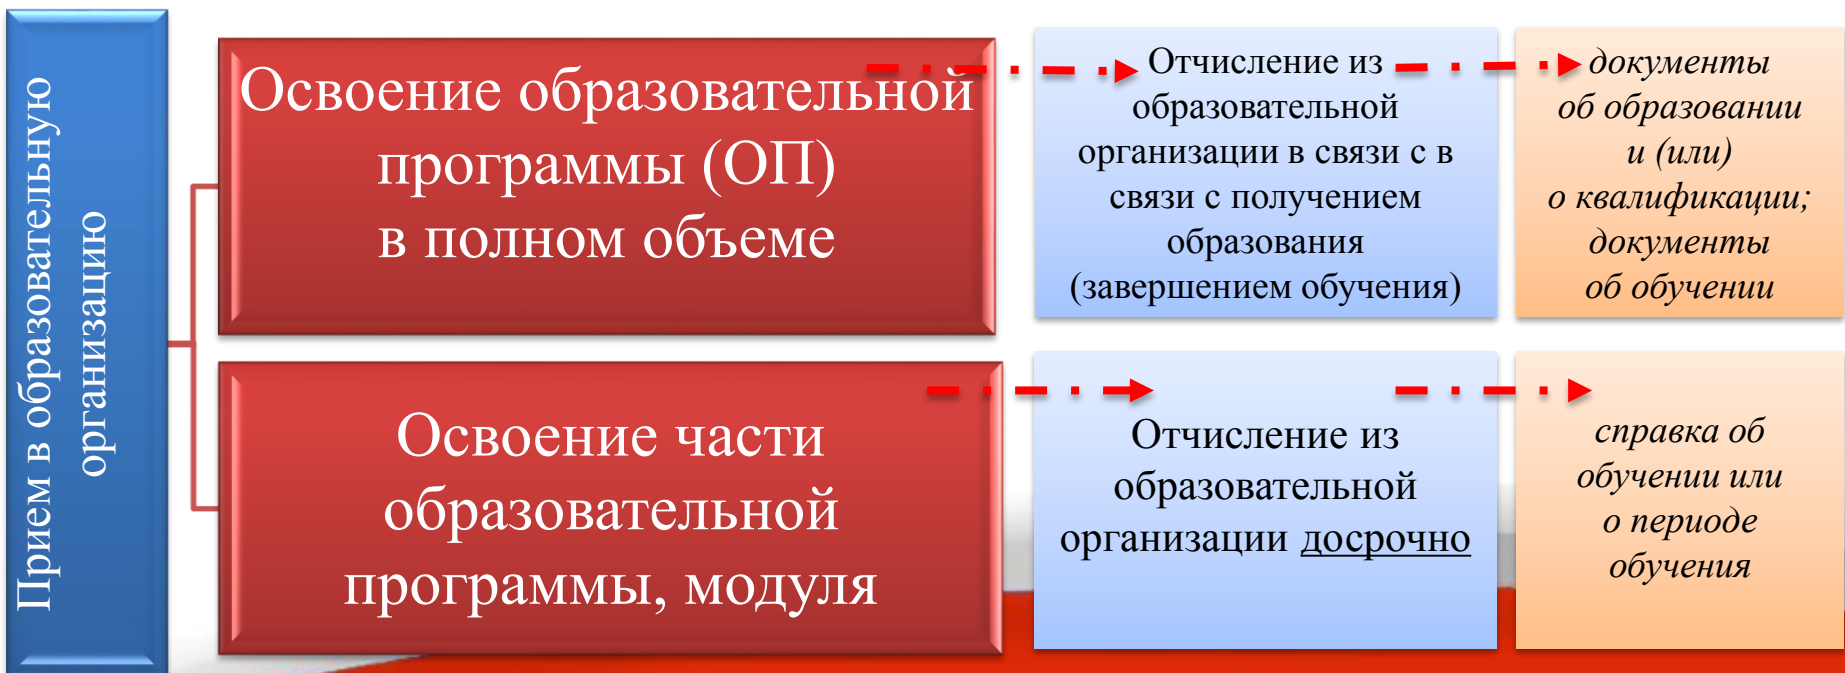 Прием в образовательную
организацию
Освоение образовательной
программы (ОП)
в полном объеме
Отчисление из
образовательной
организации в связи с в
связи с получением
образования
(завершением обучения)
документы
об образовании
и (или)
о квалификации;
документы
об обучении
Освоение части
образовательной
программы, модуля
Отчисление из
образовательной
организации досрочно
справка об
обучении или
о периоде
обучения